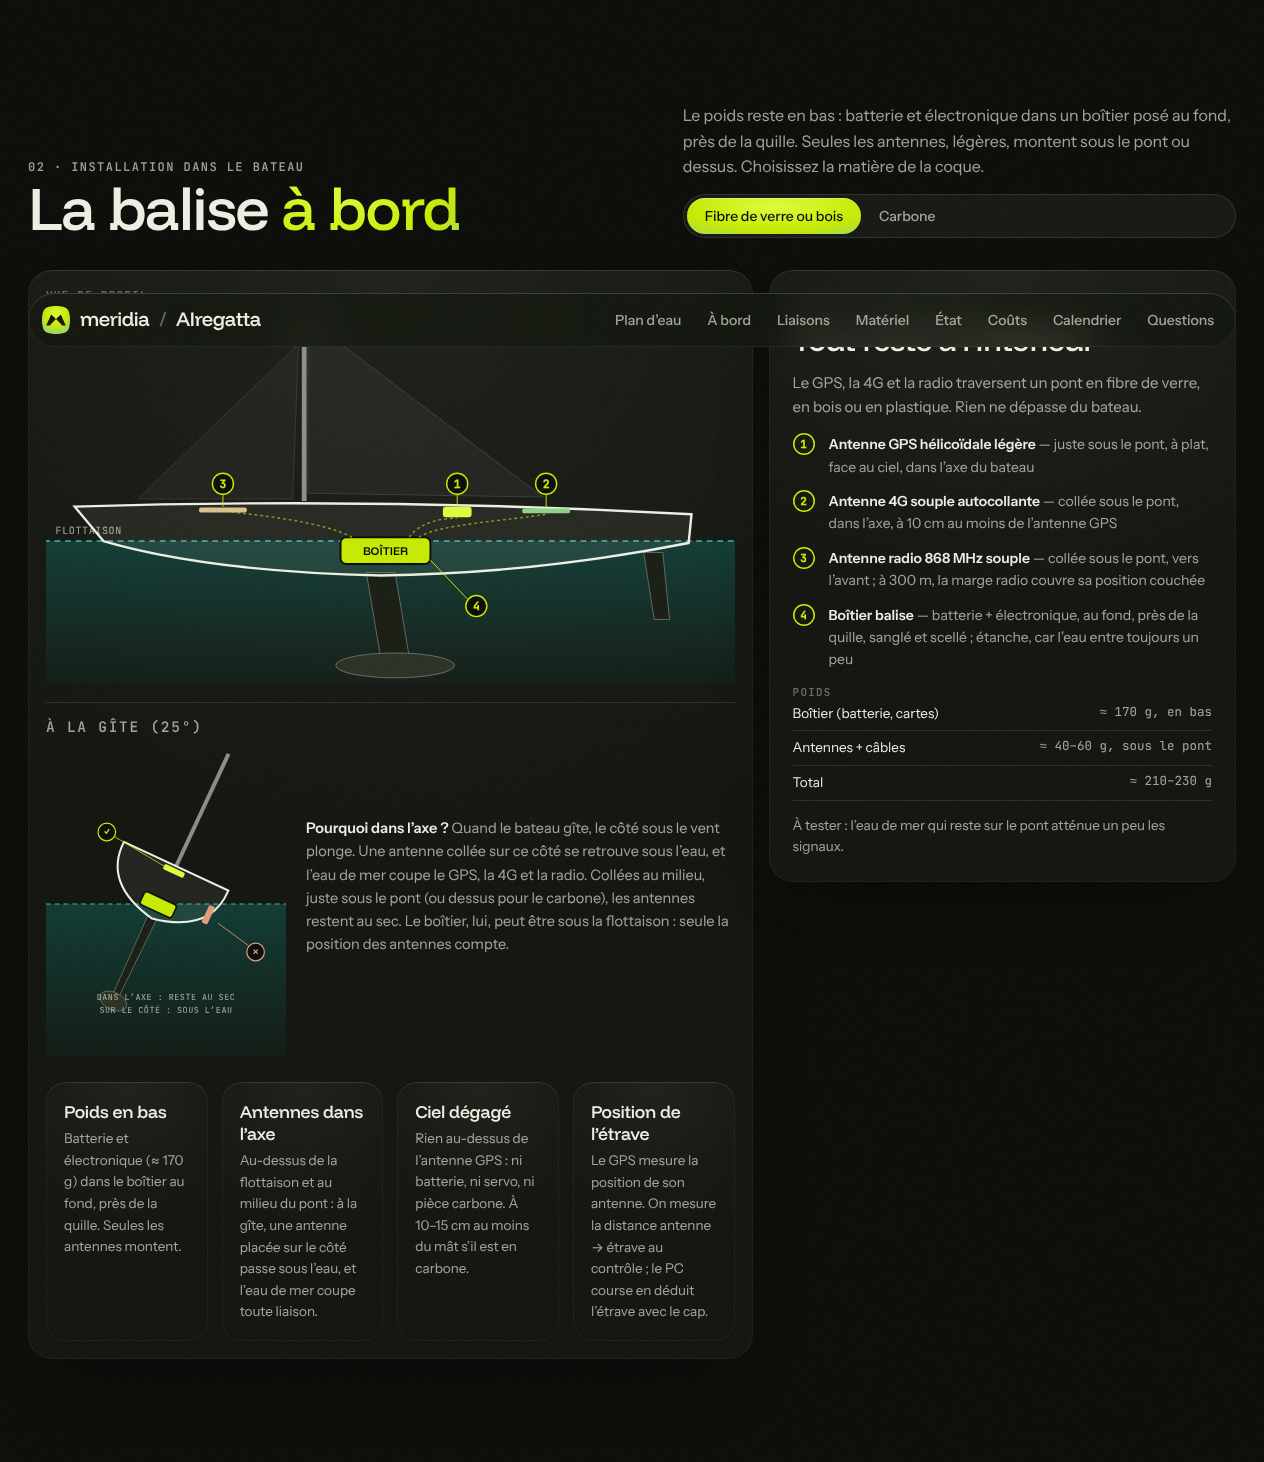 Le poids reste en bas : batterie et électronique dans un boîtier posé au fond,
près de la quille. Seules les antennes, légères, montent sous le pont ou
dessus. Choisissez la matière de la coque.
02 · INSTALLATION DANS LE BATEAU
La balise à bord
Fibre de verre ou bois
Carbone
meridia / AIregatta
Plan d’eau
À bord
Liaisons
Matériel
État
Coûts
Calendrier
Questions
3
1
2
FLOTTAISON
BOÎTIER
4
À LA GÎTE (25°)
Pourquoi dans l’axe ? Quand le bateau gîte, le côté sous le vent
plonge. Une antenne collée sur ce côté se retrouve sous l’eau, et
l’eau de mer coupe le GPS, la 4G et la radio. Collées au milieu,
juste sous le pont (ou dessus pour le carbone), les antennes
restent au sec. Le boîtier, lui, peut être sous la flottaison : seule la
position des antennes compte.
DANS L’AXE : RESTE AU SEC
SUR LE CÔTÉ : SOUS L’EAU
Poids en bas
Batterie et
électronique (≈ 170
g) dans le boîtier au
fond, près de la
quille. Seules les
antennes montent.
Antennes dans
l’axe
Au-dessus de la
flottaison et au
milieu du pont : à la
gîte, une antenne
placée sur le côté
passe sous l’eau, et
l’eau de mer coupe
toute liaison.
Ciel dégagé
Rien au-dessus de
l’antenne GPS : ni
batterie, ni servo, ni
pièce carbone. À
10–15 cm au moins
du mât s’il est en
carbone.
Position de
l’étrave
Le GPS mesure la
position de son
antenne. On mesure
la distance antenne
→ étrave au
contrôle ; le PC
course en déduit
l’étrave avec le cap.
Tout reste à l’intérieur
Le GPS, la 4G et la radio traversent un pont en fibre de verre,
en bois ou en plastique. Rien ne dépasse du bateau.
1 Antenne GPS hélicoïdale légère — juste sous le pont, à plat,
face au ciel, dans l’axe du bateau
2 Antenne 4G souple autocollante — collée sous le pont,
dans l’axe, à 10 cm au moins de l’antenne GPS
3 Antenne radio 868 MHz souple — collée sous le pont, vers
l’avant ; à 300 m, la marge radio couvre sa position couchée
4 Boîtier balise — batterie + électronique, au fond, près de la
quille, sanglé et scellé ; étanche, car l’eau entre toujours un
peu
POIDS
Boîtier (batterie, cartes) ≈ 170 g, en bas
Antennes + câbles ≈ 40–60 g, sous le pont
Total ≈ 210–230 g
À tester : l’eau de mer qui reste sur le pont atténue un peu les
signaux.